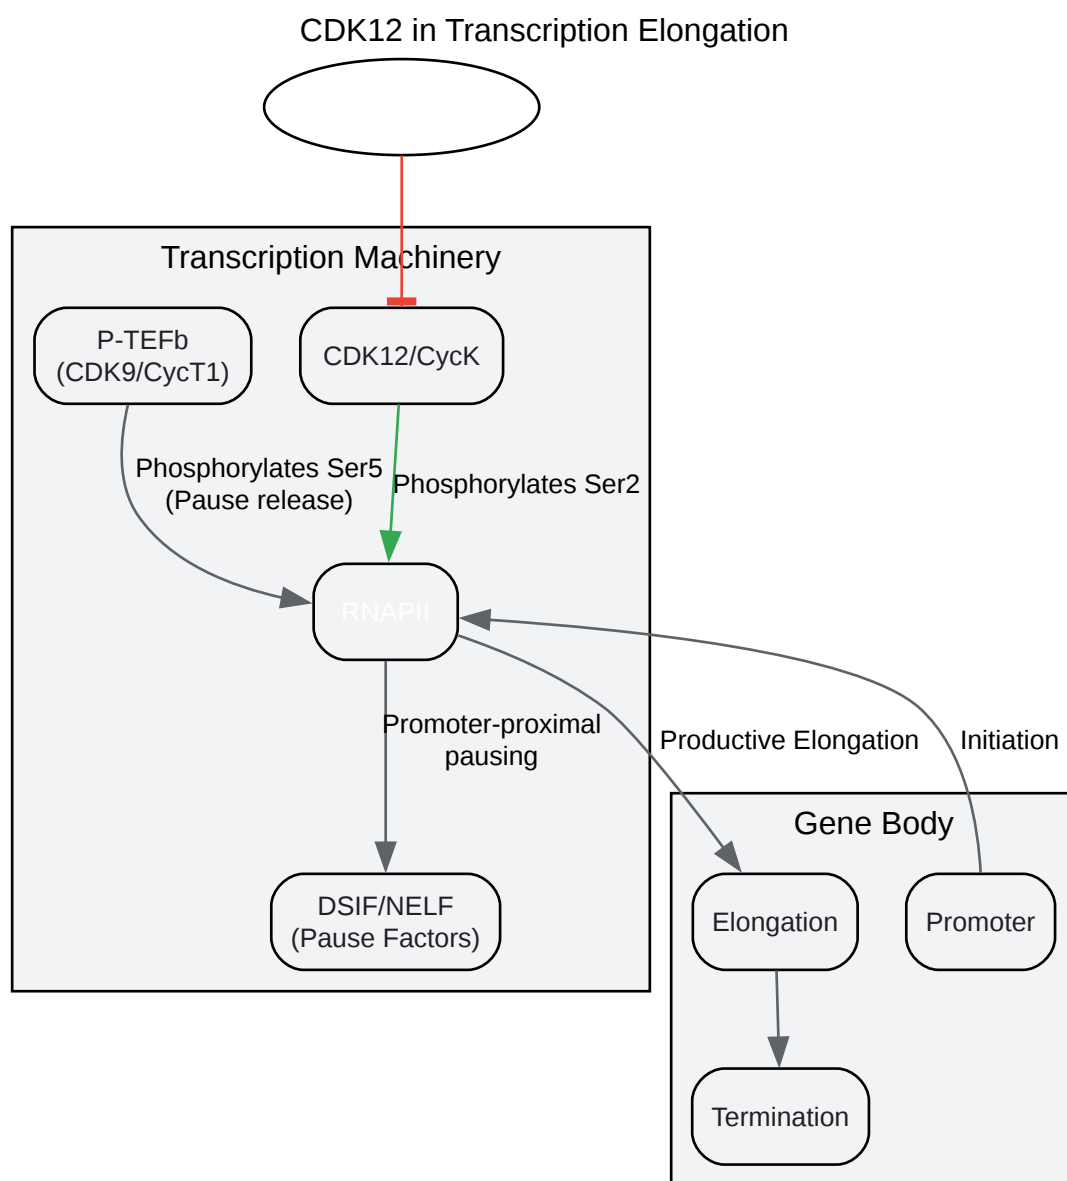 CDK12 in Transcription Elongation
Transcription Machinery
P-TEFb
(CDK9/CycT1)
CDK12/CycK
Phosphorylates Ser5
(Pause release)
Phosphorylates Ser2
RNAPII
Promoter-proximal
pausing
Productive Elongation
Initiation
Gene Body
DSIF/NELF
(Pause Factors)
Elongation
Promoter
Termination